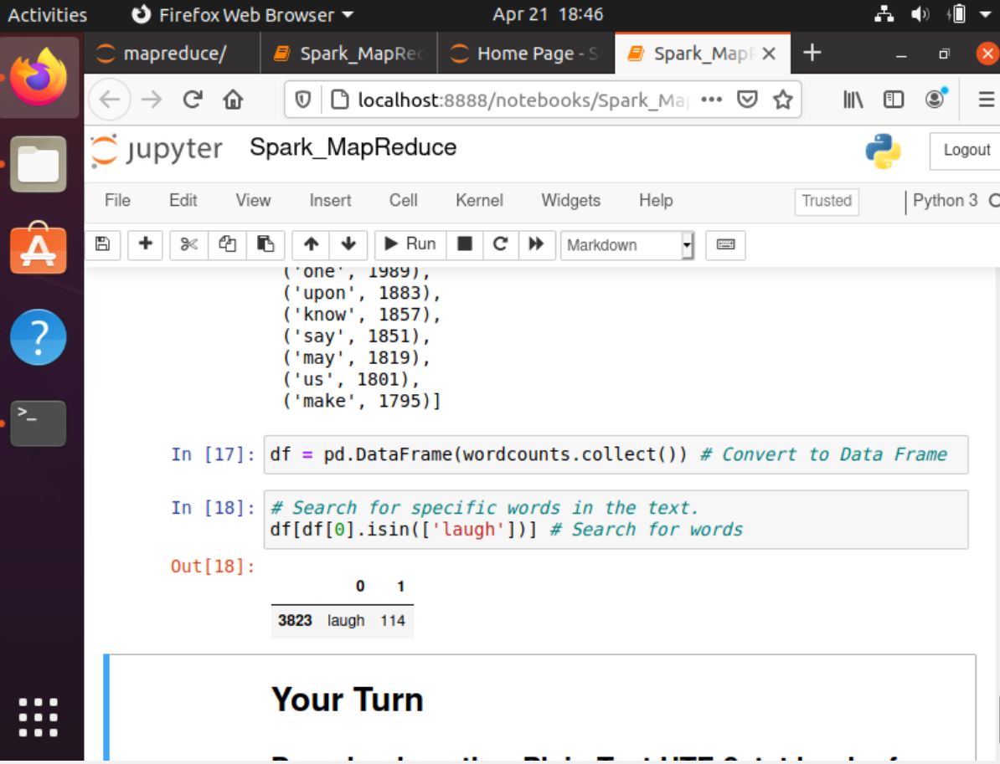 Activities Firefox Web Browser Apr 21 18:46
mapreduce/ Spark_MapRed Home Page - S Spark_MapR
localhost:8888/notebooks/Spark_Map
jupyter Spark_MapReduce Logout
File Edit View Insert Cell Kernel Widgets Help Trusted Python 3
Run Markdown
('one', 1989),
('upon', 1883),
('know', 1857),
('say', 1851),
('may', 1819),
('us', 1801),
('make', 1795)]
In [17]: df = pd.DataFrame(wordcounts.collect()) # Convert to Data Frame
In [18]: # Search for specific words in the text.
df[df[0].isin(['laugh'])] # Search for words
Out[18]:
0 1
3823 laugh 114
Your Turn